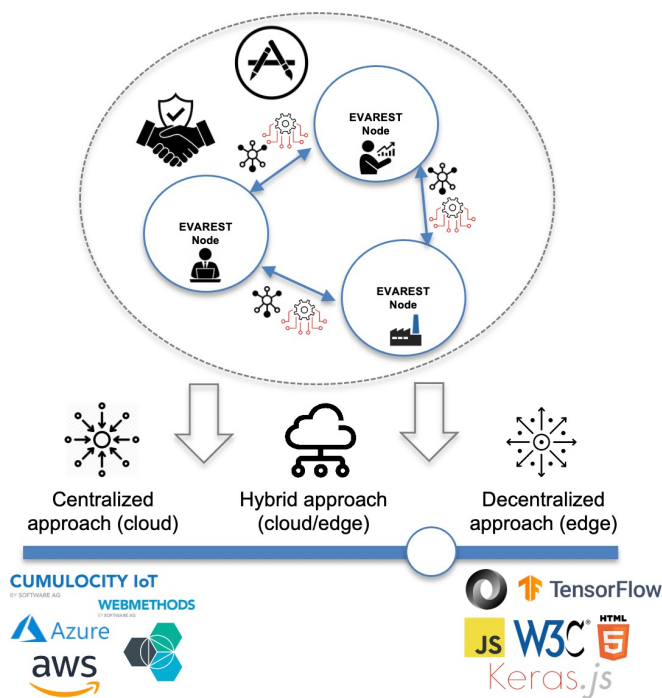 EVAREST
Node
EVAREST
Node
EVAREST
Node
Centralized
approach (cloud)
Hybrid approach
(cloud/edge)
Decentralized
approach (edge)
CUMULOCITY IoT
BY SOFTWARE AG
WEBMETHODS
BY SOFTWARE AG
Azure
aws
TensorFlow
JS
W3C®
HTML
5
Keras.js